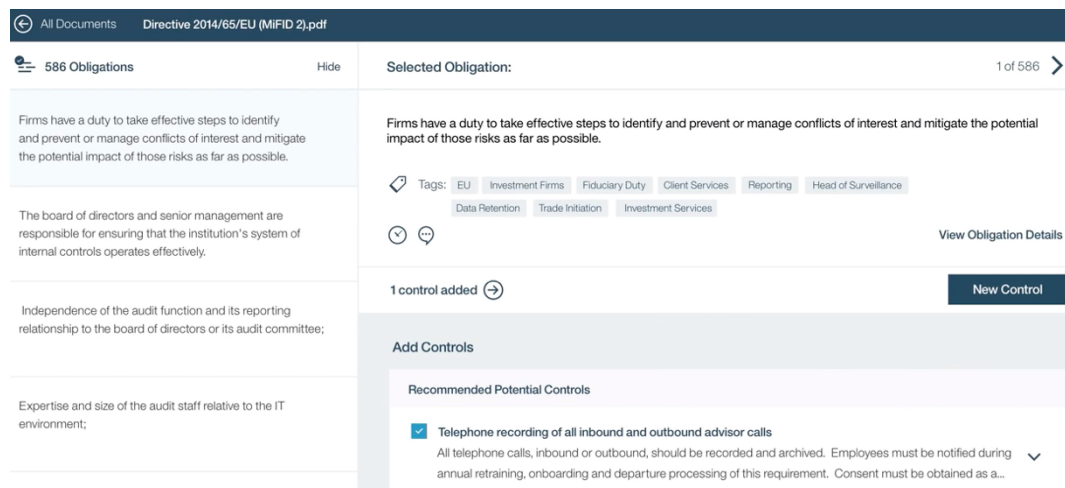 All Documents Directive 2014/65/EU (MiFID 2).pdf
586 Obligations Hide
Firms have a duty to take effective steps to identify
and prevent or manage conflicts of interest and mitigate
the potential impact of those risks as far as possible.
The board of directors and senior management are
responsible for ensuring that the institution's system of
internal controls operates effectively.
Independence of the audit function and its reporting
relationship to the board of directors or its audit committee;
Expertise and size of the audit staff relative to the IT
environment;
Selected Obligation: 1 of 586
Firms have a duty to take effective steps to identify and prevent or manage conflicts of interest and mitigate the potential
impact of those risks as far as possible.
Tags: EU Investment Firms Fiduciary Duty Client Services Reporting Head of Surveillance
Data Retention Trade Initiation Investment Services
View Obligation Details
1 control added New Control
Add Controls
Recommended Potential Controls
Telephone recording of all inbound and outbound advisor calls
All telephone calls, inbound or outbound, should be recorded and archived. Employees must be notified during
annual retraining, onboarding and departure processing of this requirement. Consent must be obtained as a...